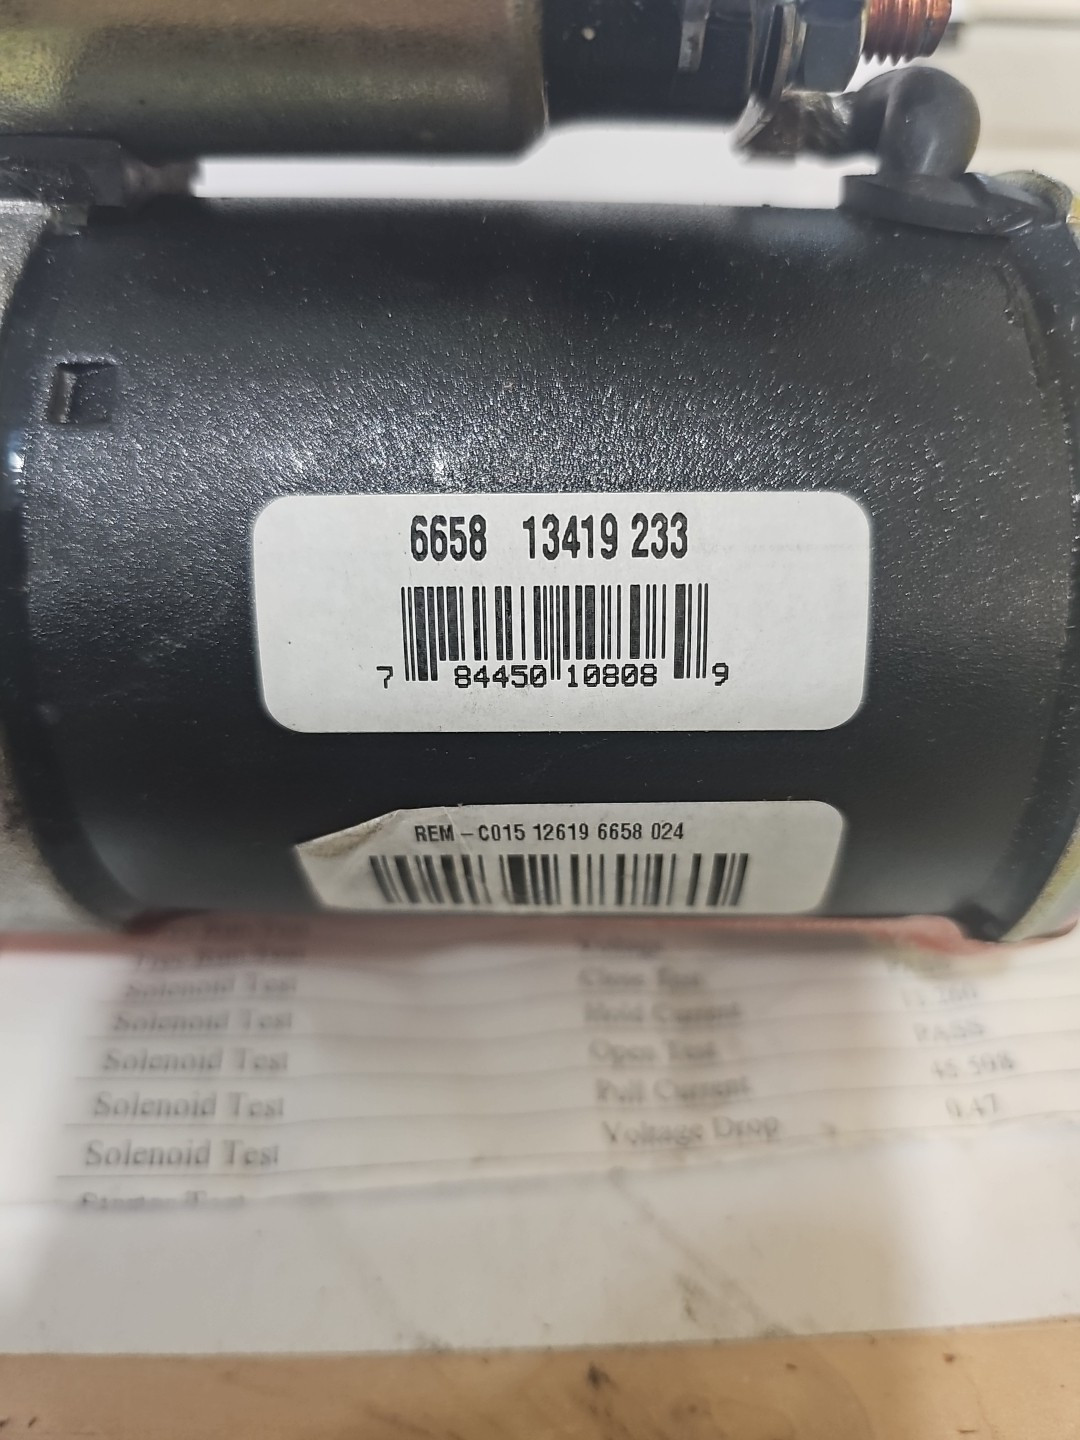 6658 13419 233
7 84450 10808 9
REM - C015 12619 6658 024
Solenoid Test
Solenoid Test Hold Current
Solenoid Test Open Test PASS
Solenoid Test Pull Current
Solenoid Test Voltage Drop 0.47